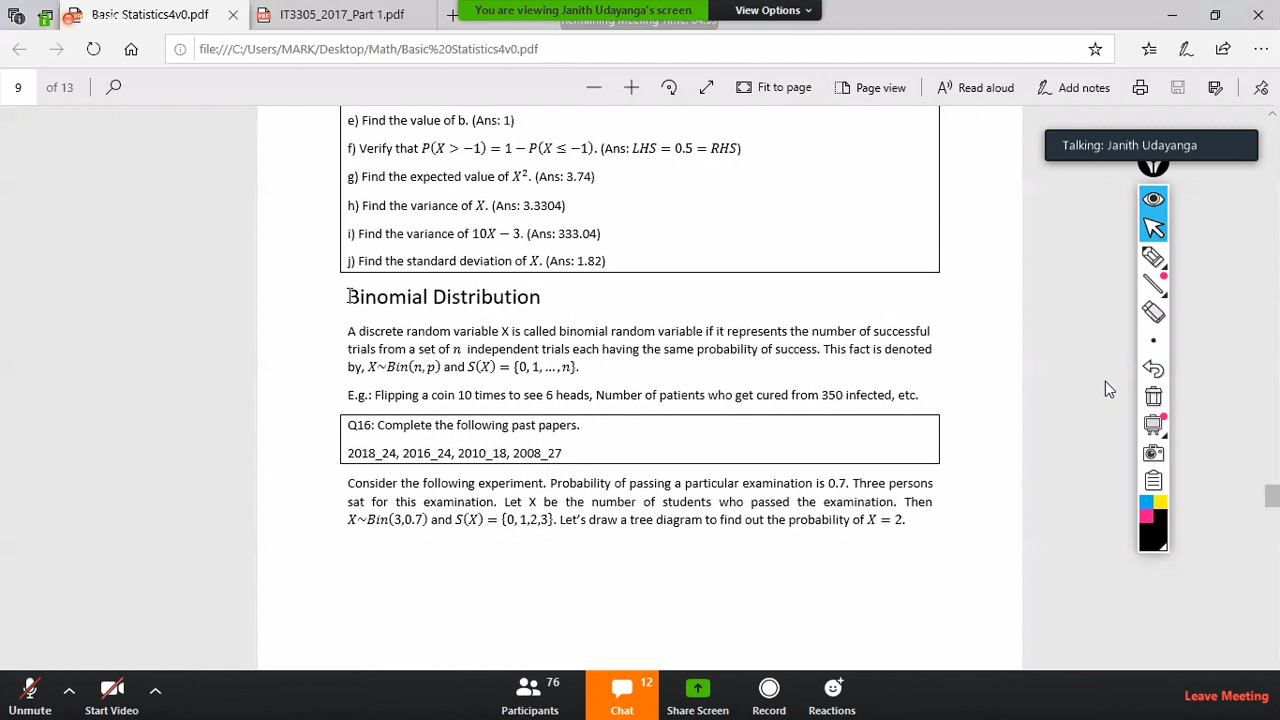 Basic Statistics4v0.pdf
IT3305_2017_Part 1.pdf
You are viewing Janith Udayanga's screen
View Options
file:///C:/Users/MARK/Desktop/Math/Basic%20Statistics4v0.pdf
9 of 13
Fit to page
Page view
Read aloud
Add notes
Talking: Janith Udayanga
e) Find the value of b. (Ans: 1)
f) Verify that P(X > −1) = 1 − P(X ≤ −1). (Ans: LHS = 0.5 = RHS)
g) Find the expected value of X². (Ans: 3.74)
h) Find the variance of X. (Ans: 3.3304)
i) Find the variance of 10X − 3. (Ans: 333.04)
j) Find the standard deviation of X. (Ans: 1.82)
Binomial Distribution
A discrete random variable X is called binomial random variable if it represents the number of successful
trials from a set of n independent trials each having the same probability of success. This fact is denoted
by, X~Bin(n, p) and S(X) = {0, 1, ..., n}.
E.g.: Flipping a coin 10 times to see 6 heads, Number of patients who get cured from 350 infected, etc.
Q16: Complete the following past papers.
2018_24, 2016_24, 2010_18, 2008_27
Consider the following experiment. Probability of passing a particular examination is 0.7. Three persons
sat for this examination. Let X be the number of students who passed the examination. Then
X~Bin(3,0.7) and S(X) = {0, 1,2,3}. Let's draw a tree diagram to find out the probability of X = 2.
Unmute
Start Video
Participants
76
Chat
12
Share Screen
Record
Reactions
Leave Meeting